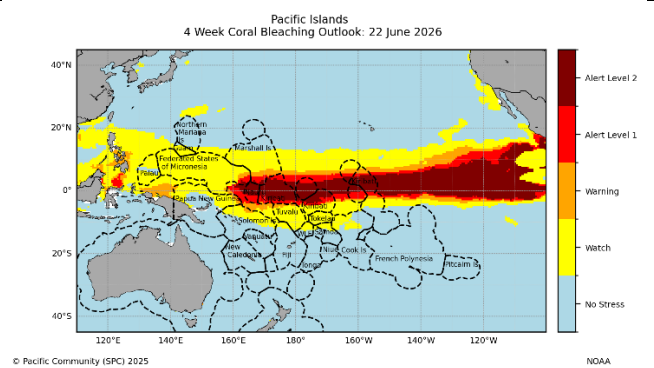 Pacific Islands
4 Week Coral Bleaching Outlook: 22 June 2026
40°N
20°N
0°
20°S
40°S
120°E
140°E
160°E
180°
160°W
140°W
120°W
Northern
Mariana
Marshall Is
Federated States
of Micronesia
Palau
Papua New Guinea
Solomon Is
Tuvalu
Tokelau
Vanuatu
New
Caledonia
Fiji
Tonga
Niue
Cook Is
French Polynesia
Pitcairn Is
Alert Level 2
Alert Level 1
Warning
Watch
No Stress
© Pacific Community (SPC) 2025
NOAA